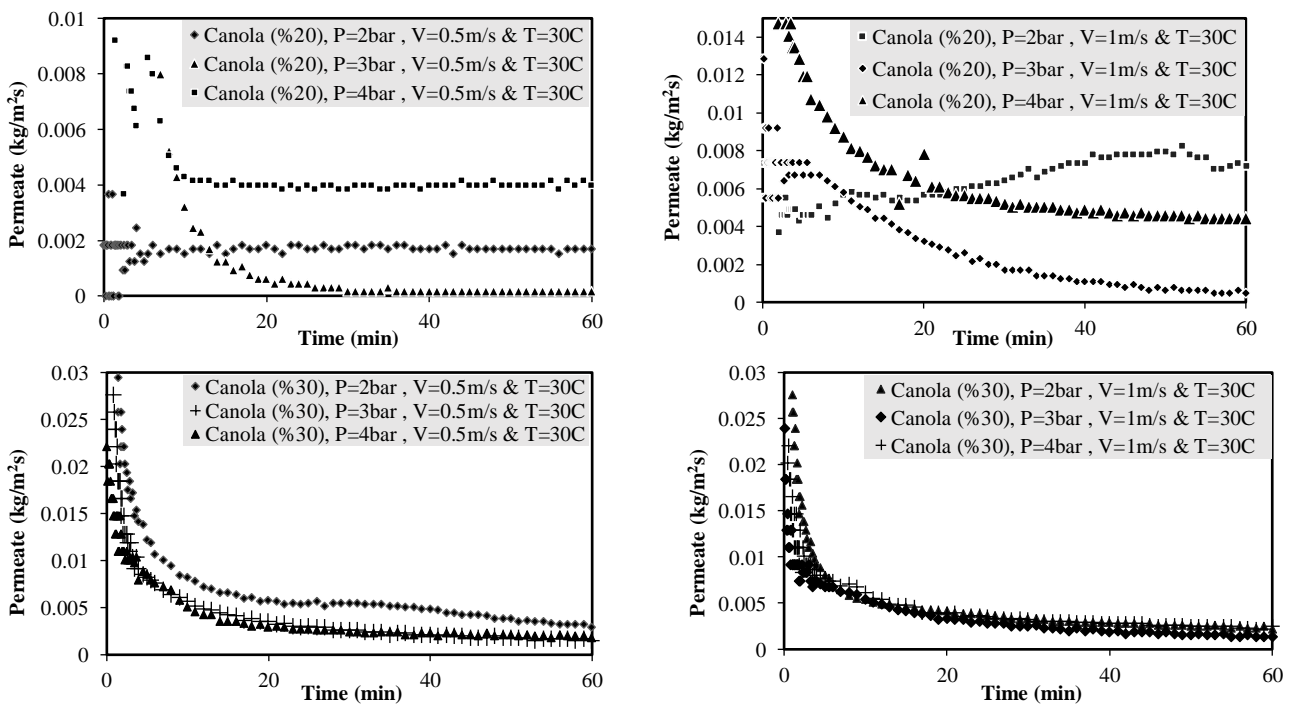 Permeate (kg/m²s)
0.01
0.008
0.006
0.004
0.002
0
Canola (%20), P=2bar , V=0.5m/s & T=30C
Canola (%20), P=3bar , V=0.5m/s & T=30C
Canola (%20), P=4bar , V=0.5m/s & T=30C
0 20 40 60
Time (min)
Permeate (kg/m²s)
0.014
0.012
0.01
0.008
0.006
0.004
0.002
0
Canola (%20), P=2bar , V=1m/s & T=30C
Canola (%20), P=3bar , V=1m/s & T=30C
Canola (%20), P=4bar , V=1m/s & T=30C
0 20 40 60
Time (min)
Permeate (kg/m²s)
0.03
0.025
0.02
0.015
0.01
0.005
0
Canola (%30), P=2bar , V=0.5m/s & T=30C
Canola (%30), P=3bar , V=0.5m/s & T=30C
Canola (%30), P=4bar , V=0.5m/s & T=30C
0 20 40 60
Time (min)
Permeate (kg/m²s)
0.03
0.025
0.02
0.015
0.01
0.005
0
Canola (%30), P=2bar , V=1m/s & T=30C
Canola (%30), P=3bar , V=1m/s & T=30C
Canola (%30), P=4bar , V=1m/s & T=30C
0 20 40 60
Time (min)